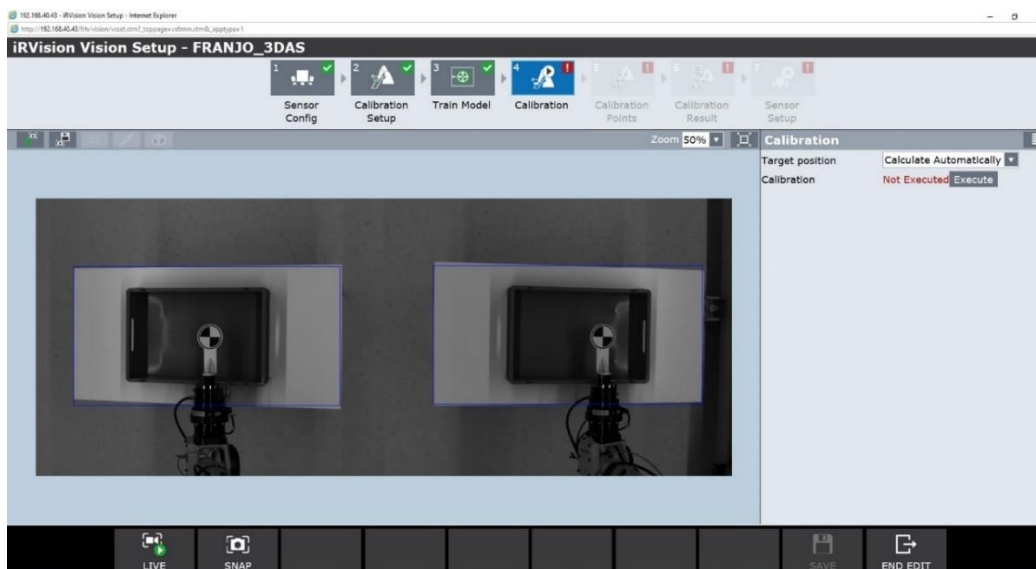 192.168.40.43 - iRVision Vision Setup - Internet Explorer
iRVision Vision Setup - FRANJO_3DAS
1 2 3 4 5 6 7
Sensor Config
Calibration Setup
Train Model
Calibration
Calibration Points
Calibration Result
Sensor Setup
Zoom 50%
Calibration
Target position Calculate Automatically
Calibration Not Executed Execute
LIVE SNAP SAVE END EDIT